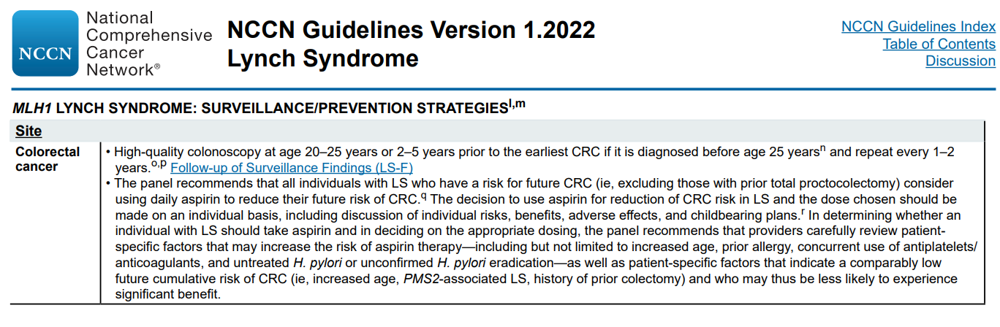 National
Comprehensive
Cancer
Network®
NCCN
NCCN Guidelines Version 1.2022
Lynch Syndrome
NCCN Guidelines Index
Table of Contents
Discussion
MLH1 LYNCH SYNDROME: SURVEILLANCE/PREVENTION STRATEGIESl,m
Site
Colorectal
cancer
• High-quality colonoscopy at age 20–25 years or 2–5 years prior to the earliest CRC if it is diagnosed before age 25 yearsn and repeat every 1–2
years.o,p Follow-up of Surveillance Findings (LS-F)
• The panel recommends that all individuals with LS who have a risk for future CRC (ie, excluding those with prior total proctocolectomy) consider
using daily aspirin to reduce their future risk of CRC.q The decision to use aspirin for reduction of CRC risk in LS and the dose chosen should be
made on an individual basis, including discussion of individual risks, benefits, adverse effects, and childbearing plans.r In determining whether an
individual with LS should take aspirin and in deciding on the appropriate dosing, the panel recommends that providers carefully review patient-
specific factors that may increase the risk of aspirin therapy—including but not limited to increased age, prior allergy, concurrent use of antiplatelets/
anticoagulants, and untreated H. pylori or unconfirmed H. pylori eradication—as well as patient-specific factors that indicate a comparably low
future cumulative risk of CRC (ie, increased age, PMS2-associated LS, history of prior colectomy) and who may thus be less likely to experience
significant benefit.